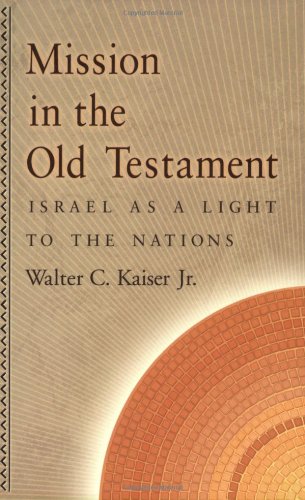 Mission
in the
Old Testament
ISRAEL AS A LIGHT
TO THE NATIONS
Walter C. Kaiser Jr.